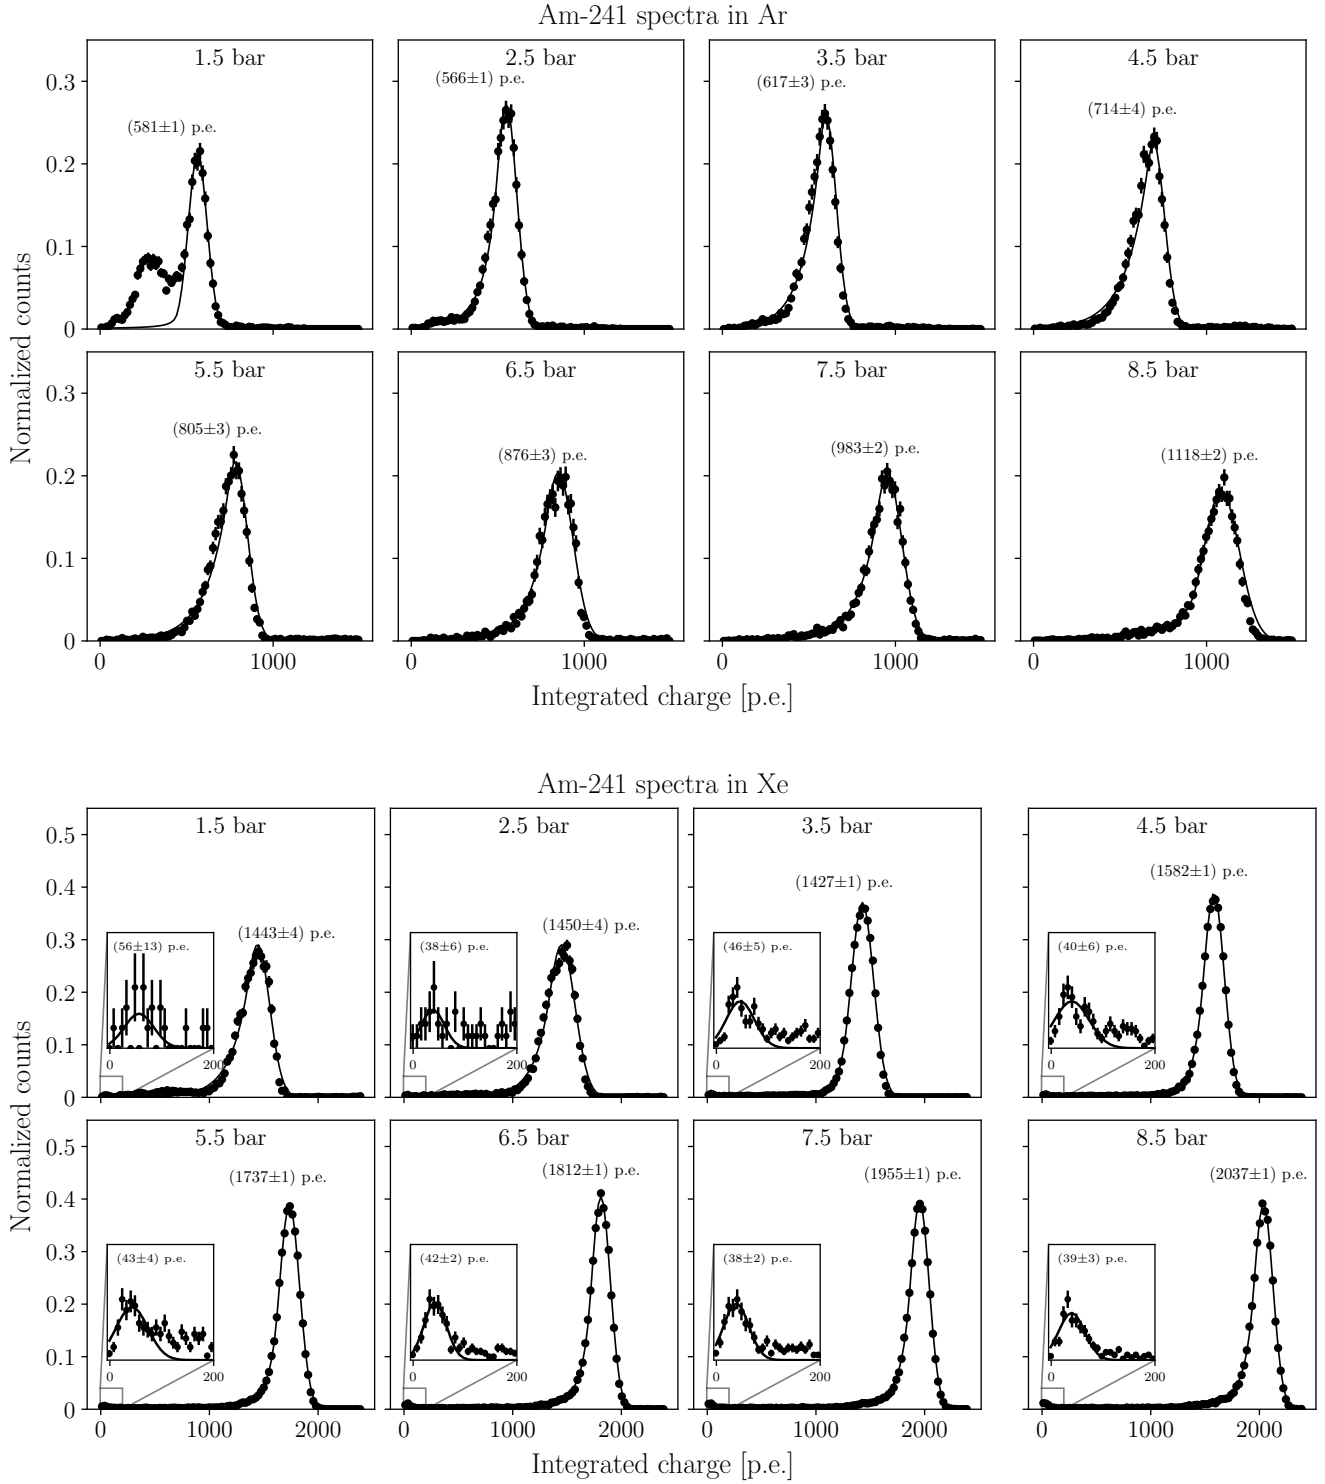 Am-241 spectra in Ar
1.5 bar
2.5 bar
3.5 bar
4.5 bar
(581±1) p.e.
(566±1) p.e.
(617±3) p.e.
(714±4) p.e.
0.3
0.2
0.1
0
5.5 bar
6.5 bar
7.5 bar
8.5 bar
(805±3) p.e.
(876±3) p.e.
(983±2) p.e.
(1118±2) p.e.
0.3
0.2
0.1
0
0 1000
0 1000
0 1000
0 1000
Normalized counts
Integrated charge [p.e.]
Am-241 spectra in Xe
1.5 bar
2.5 bar
3.5 bar
4.5 bar
(1443±4) p.e.
(1450±4) p.e.
(1427±1) p.e.
(1582±1) p.e.
(56±13) p.e.
(38±6) p.e.
(46±5) p.e.
(40±6) p.e.
0 200
0 200
0 200
0 200
0.5
0.4
0.3
0.2
0.1
0
5.5 bar
6.5 bar
7.5 bar
8.5 bar
(1737±1) p.e.
(1812±1) p.e.
(1955±1) p.e.
(2037±1) p.e.
(43±4) p.e.
(42±2) p.e.
(38±2) p.e.
(39±3) p.e.
0 200
0 200
0 200
0 200
0.5
0.4
0.3
0.2
0.1
0
0 1000 2000
0 1000 2000
0 1000 2000
0 1000 2000
Normalized counts
Integrated charge [p.e.]